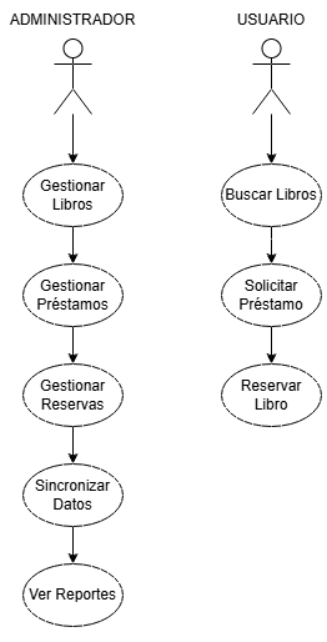 ADMINISTRADOR
Gestionar
Libros
Gestionar
Préstamos
Gestionar
Reservas
Sincronizar
Datos
Ver Reportes
USUARIO
Buscar Libros
Solicitar
Préstamo
Reservar
Libro